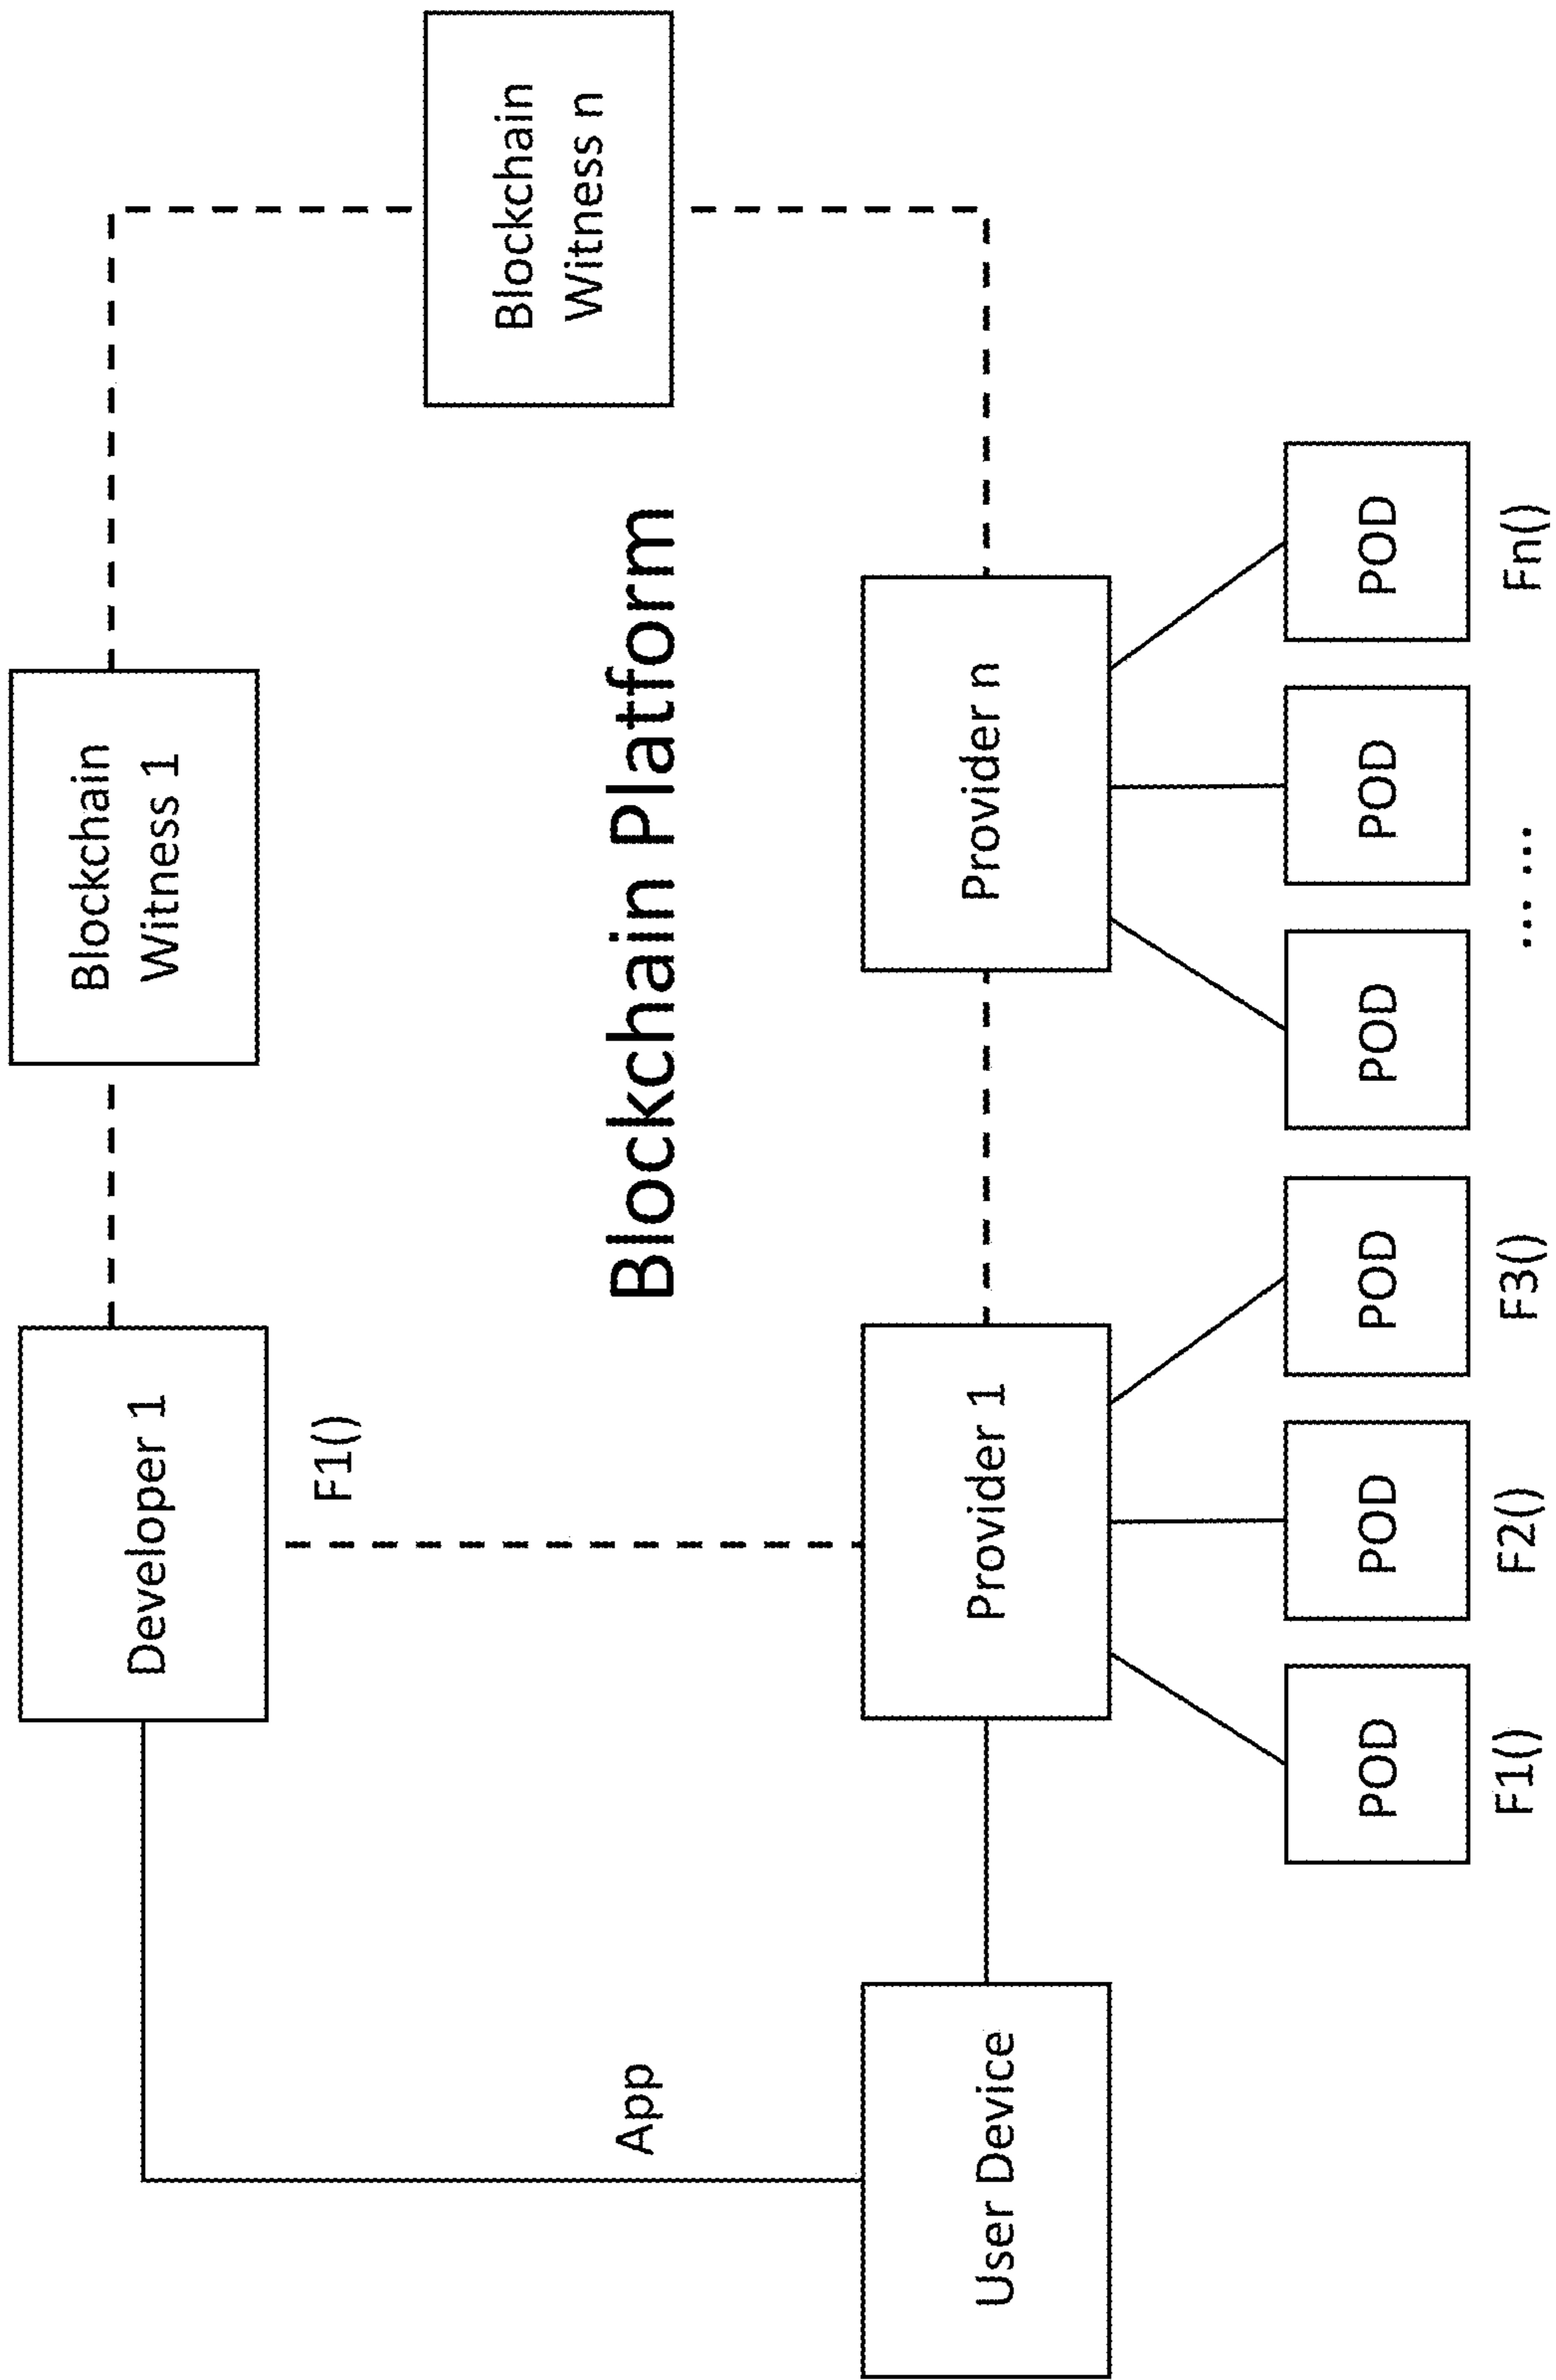 Developer 1
Blockchain
Witness 1
F1()
Blockchain
Witness n
App
Blockchain Platform
User Device
Provider 1
Provider n
POD
POD
POD
POD
POD
POD
F1()
F2()
F3()
... ...
Fn()